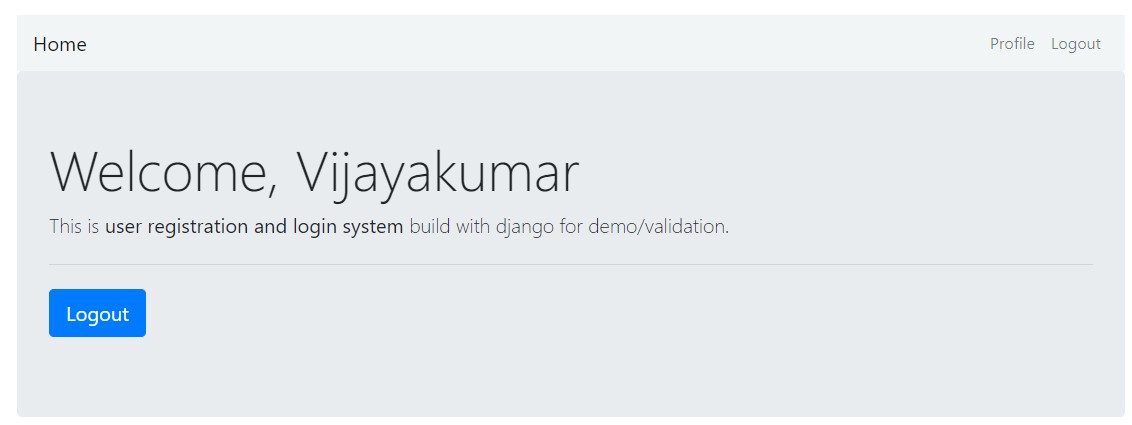 Home Profile Logout
Welcome, Vijayakumar
This is user registration and login system build with django for demo/validation.
Logout